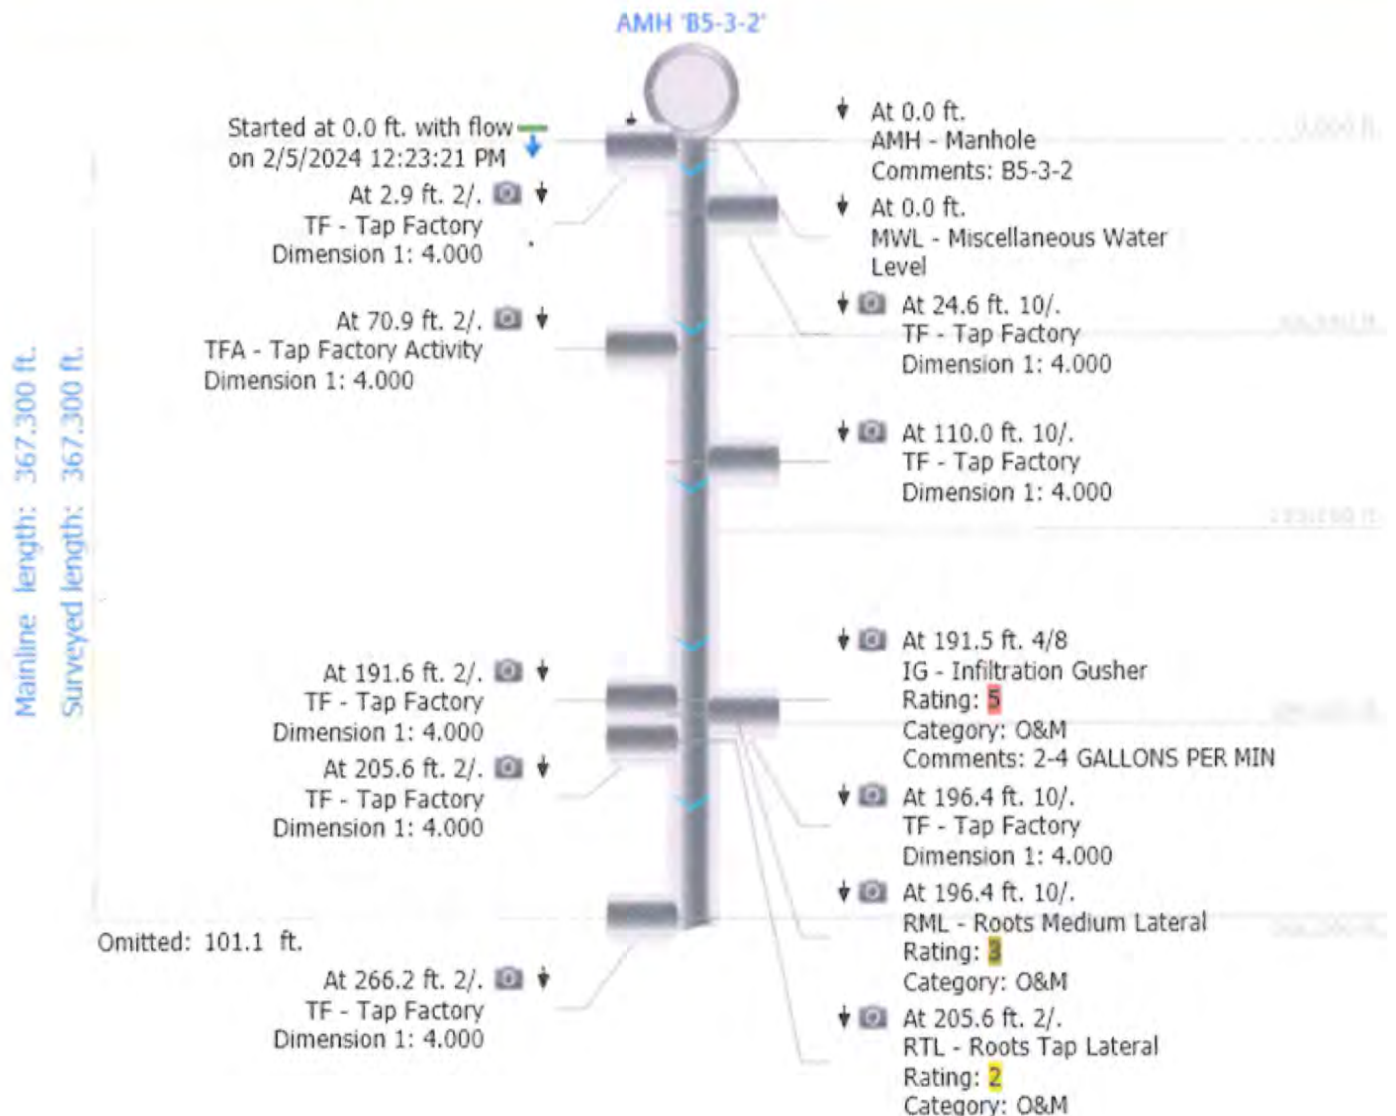 AMH 'B5-3-2'
Started at 0.0 ft. with flow
on 2/5/2024 12:23:21 PM
At 2.9 ft. 2/.
TF - Tap Factory
Dimension 1: 4.000
At 70.9 ft. 2/.
TFA - Tap Factory Activity
Dimension 1: 4.000
At 191.6 ft. 2/.
TF - Tap Factory
Dimension 1: 4.000
At 205.6 ft. 2/.
TF - Tap Factory
Dimension 1: 4.000
Omitted: 101.1 ft.
At 266.2 ft. 2/.
TF - Tap Factory
Dimension 1: 4.000
Mainline length: 367.300 ft.
Surveyed length: 367.300 ft.
At 0.0 ft.
AMH - Manhole
Comments: B5-3-2
At 0.0 ft.
MWL - Miscellaneous Water
Level
At 24.6 ft. 10/.
TF - Tap Factory
Dimension 1: 4.000
At 110.0 ft. 10/.
TF - Tap Factory
Dimension 1: 4.000
At 191.5 ft. 4/8
IG - Infiltration Gusher
Rating: 5
Category: O&M
Comments: 2-4 GALLONS PER MIN
At 196.4 ft. 10/.
TF - Tap Factory
Dimension 1: 4.000
At 196.4 ft. 10/.
RML - Roots Medium Lateral
Rating: 3
Category: O&M
At 205.6 ft. 2/.
RTL - Roots Tap Lateral
Rating: 2
Category: O&M